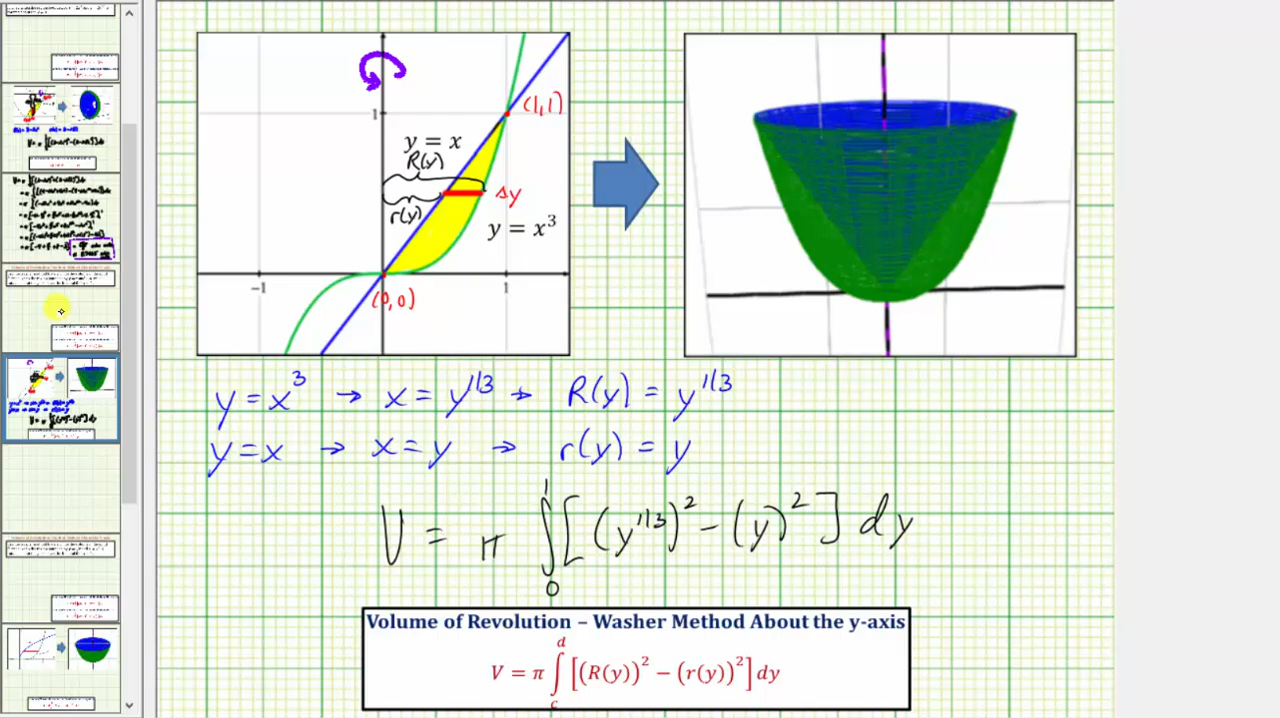 (1,1)
1
y = x
R(y)
Δy
r(y)
y = x³
−1
1
(0,0)
y = x³ → x = y^1/3 → R(y) = y^1/3
y = x → x = y → r(y) = y
V = π ∫₀¹ [(y^1/3)² − (y)²] dy
Volume of Revolution – Washer Method About the y-axis
V = π ∫_c^d [(R(y))² − (r(y))²] dy